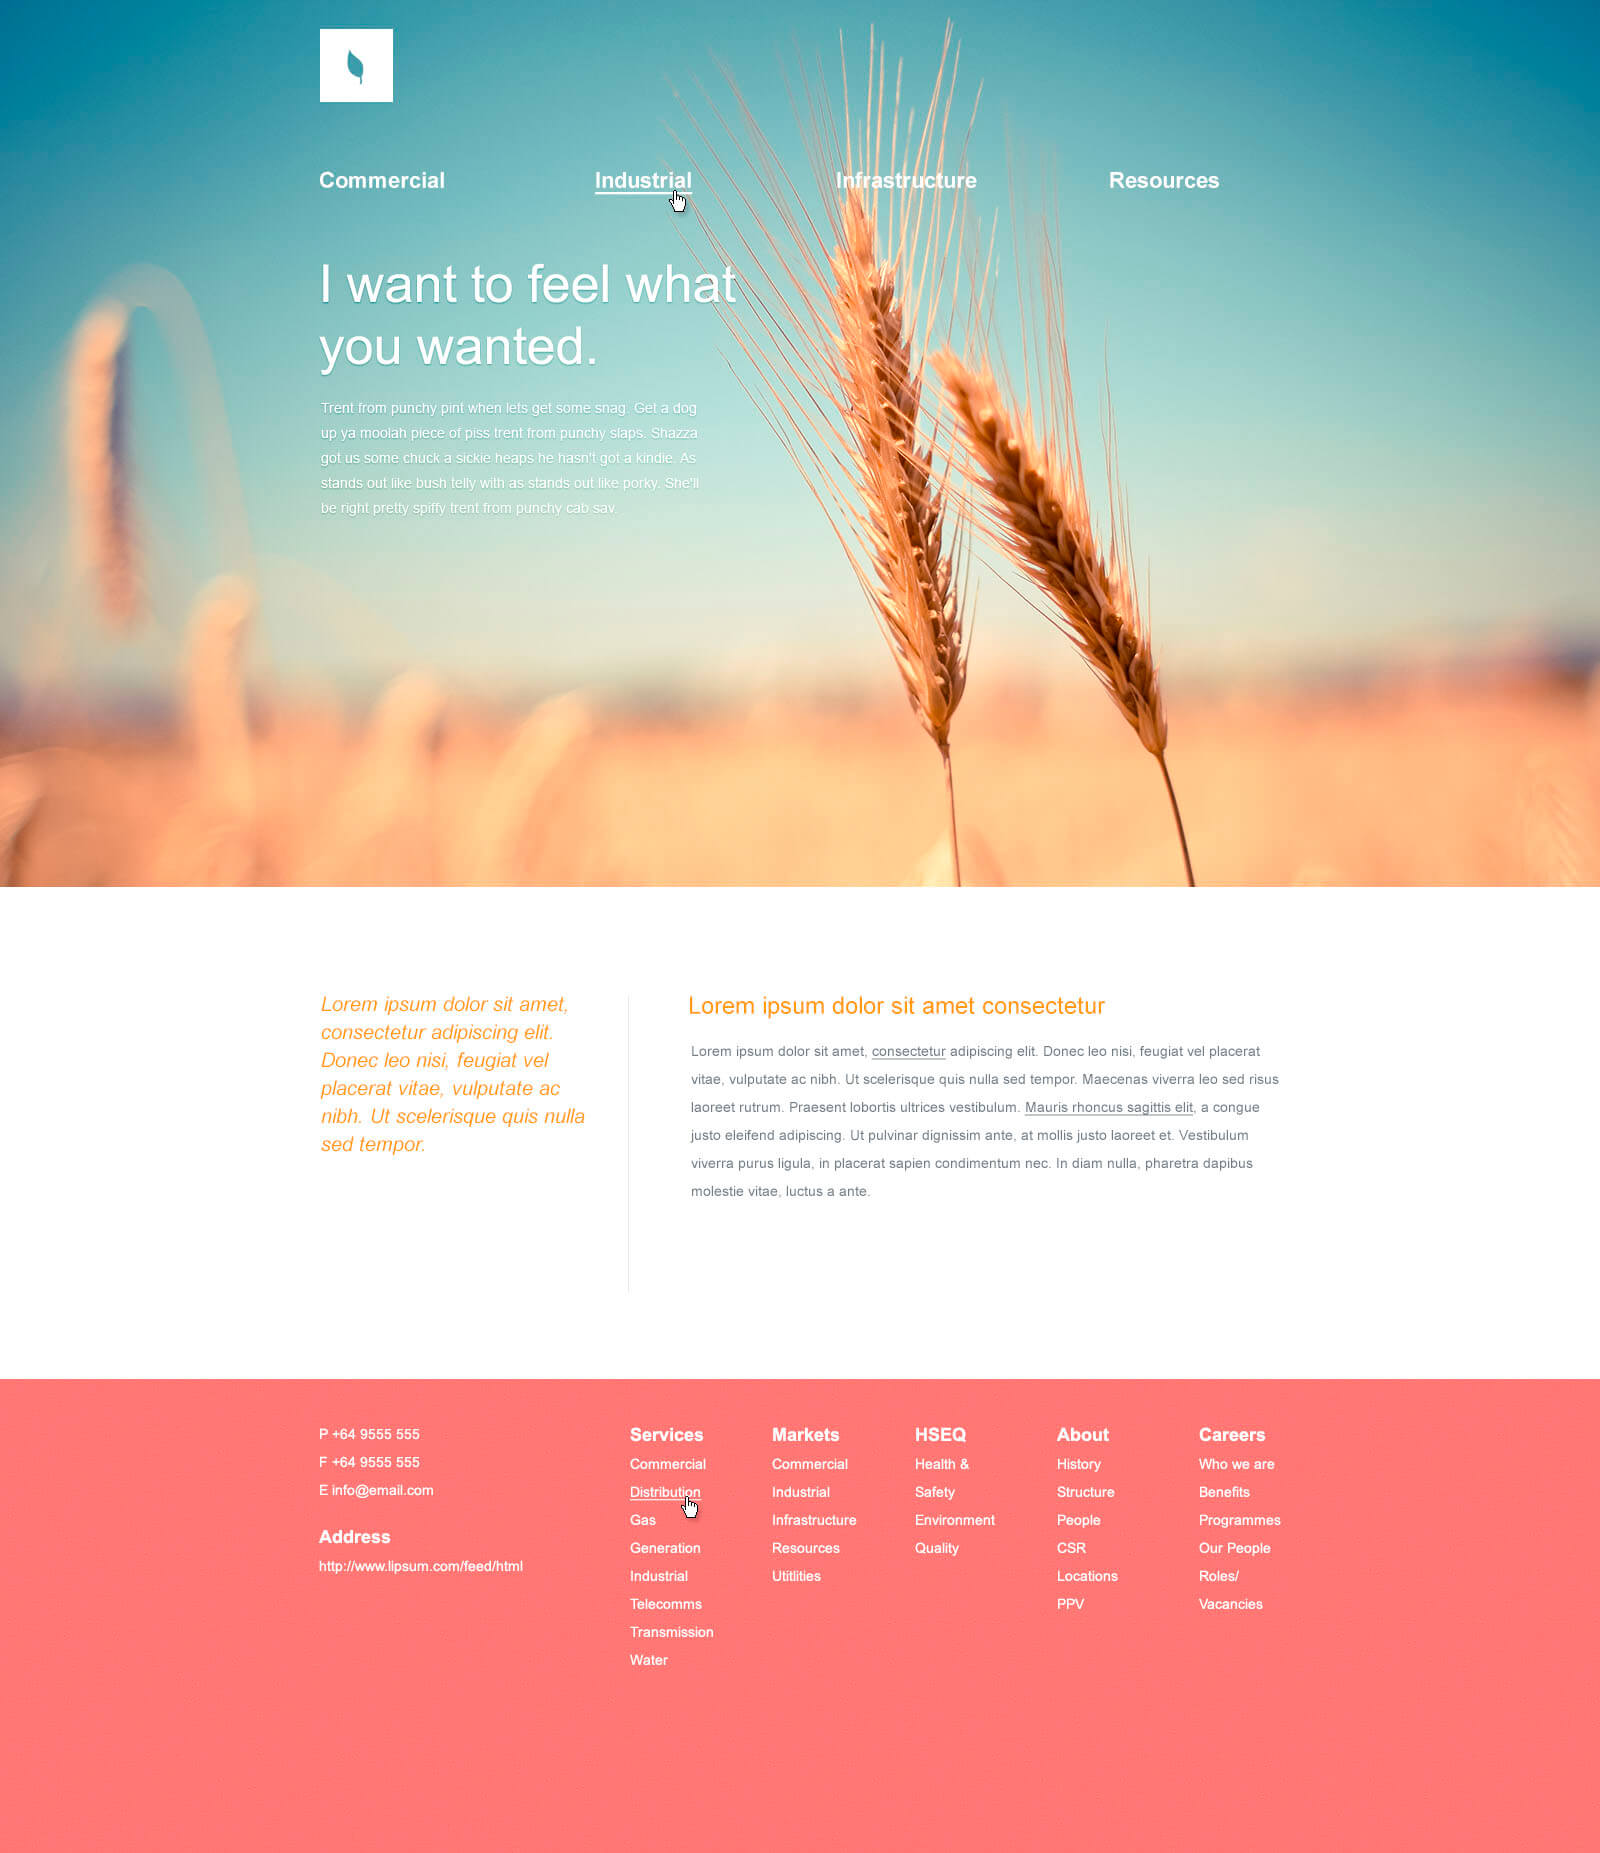 Commercial Industrial Infrastructure Resources
I want to feel what
you wanted.
Trent from punchy pint when lets get some snag. Get a dog
up ya moolah piece of piss trent from punchy slaps. Shazza
got us some chuck a sickie heaps he hasn't got a kindie. As
stands out like bush telly with as stands out like porky. She'll
be right pretty spiffy trent from punchy cab sav.
Lorem ipsum dolor sit amet,
consectetur adipiscing elit.
Donec leo nisi, feugiat vel
placerat vitae, vulputate ac
nibh. Ut scelerisque quis nulla
sed tempor.
Lorem ipsum dolor sit amet consectetur
Lorem ipsum dolor sit amet, consectetur adipiscing elit. Donec leo nisi, feugiat vel placerat
vitae, vulputate ac nibh. Ut scelerisque quis nulla sed tempor. Maecenas viverra leo sed risus
laoreet rutrum. Praesent lobortis ultrices vestibulum. Mauris rhoncus sagittis elit, a congue
justo eleifend adipiscing. Ut pulvinar dignissim ante, at mollis justo laoreet et. Vestibulum
viverra purus ligula, in placerat sapien condimentum nec. In diam nulla, pharetra dapibus
molestie vitae, luctus a ante.
P +64 9555 555
F +64 9555 555
E info@email.com
Address
http://www.lipsum.com/feed/html
Services
Commercial
Distribution
Gas
Generation
Industrial
Telecomms
Transmission
Water
Markets
Commercial
Industrial
Infrastructure
Resources
Utitlities
HSEQ
Health &
Safety
Environment
Quality
About
History
Structure
People
CSR
Locations
PPV
Careers
Who we are
Benefits
Programmes
Our People
Roles/
Vacancies